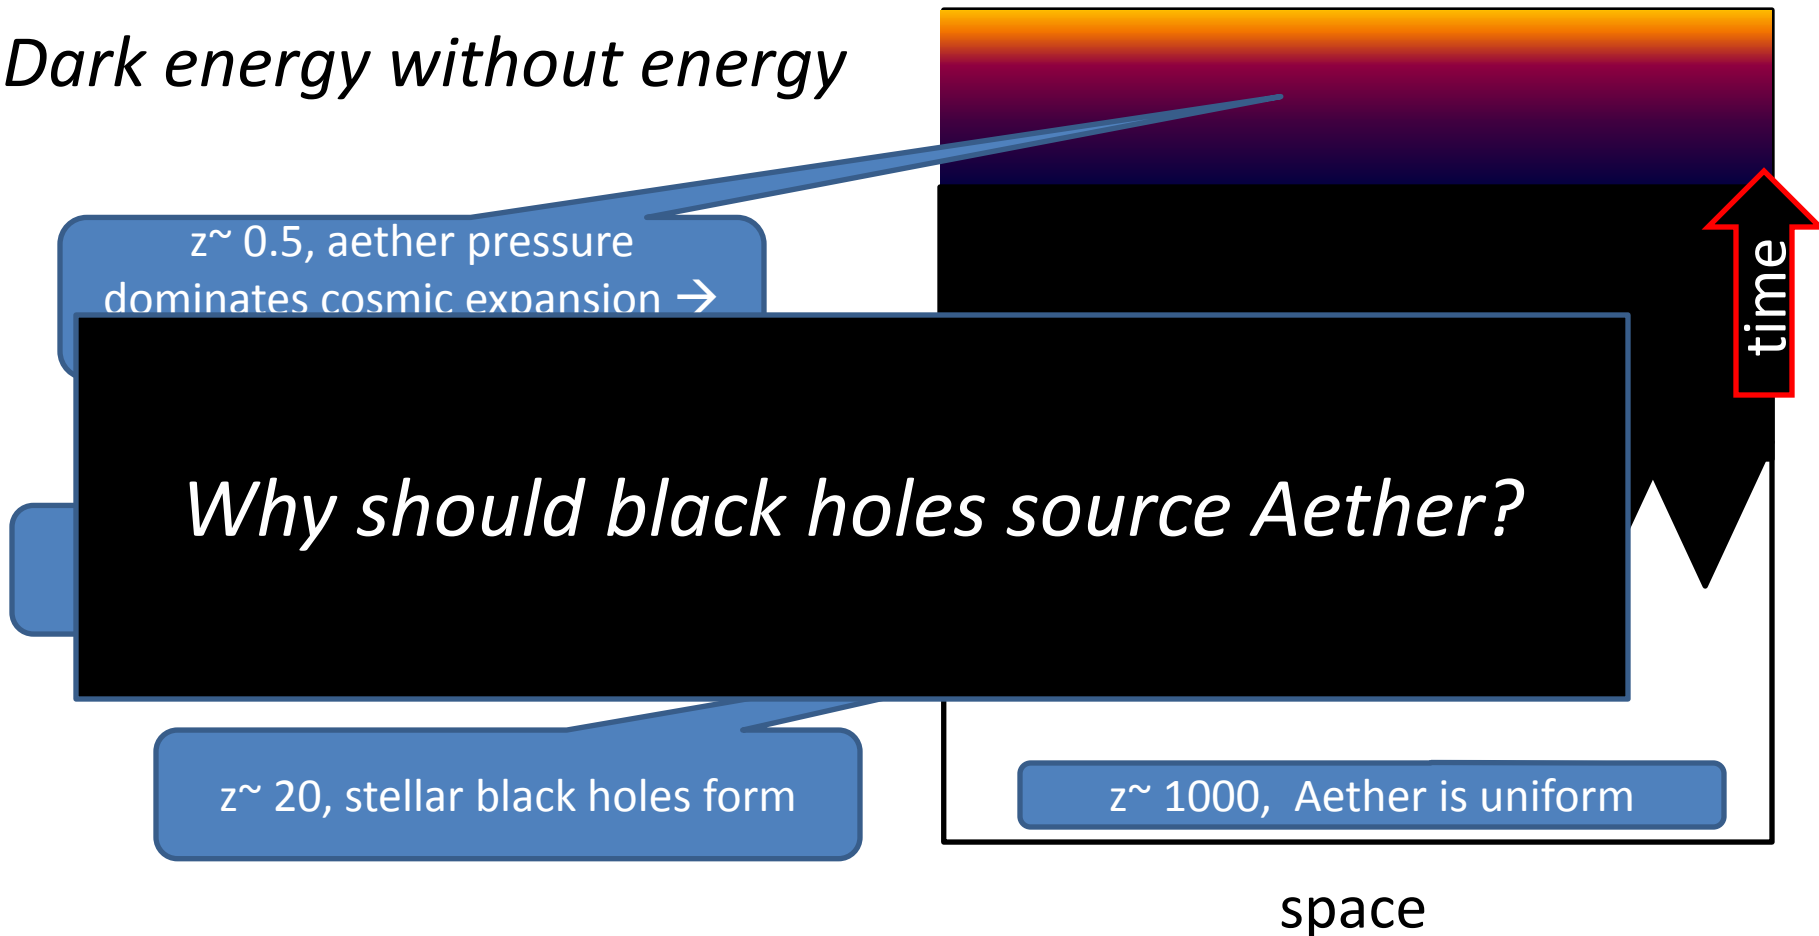 Dark energy without energy
z~ 0.5, aether pressure
dominates cosmic expansion →
time
Why should black holes source Aether?
z~ 20, stellar black holes form
z~ 1000, Aether is uniform
space